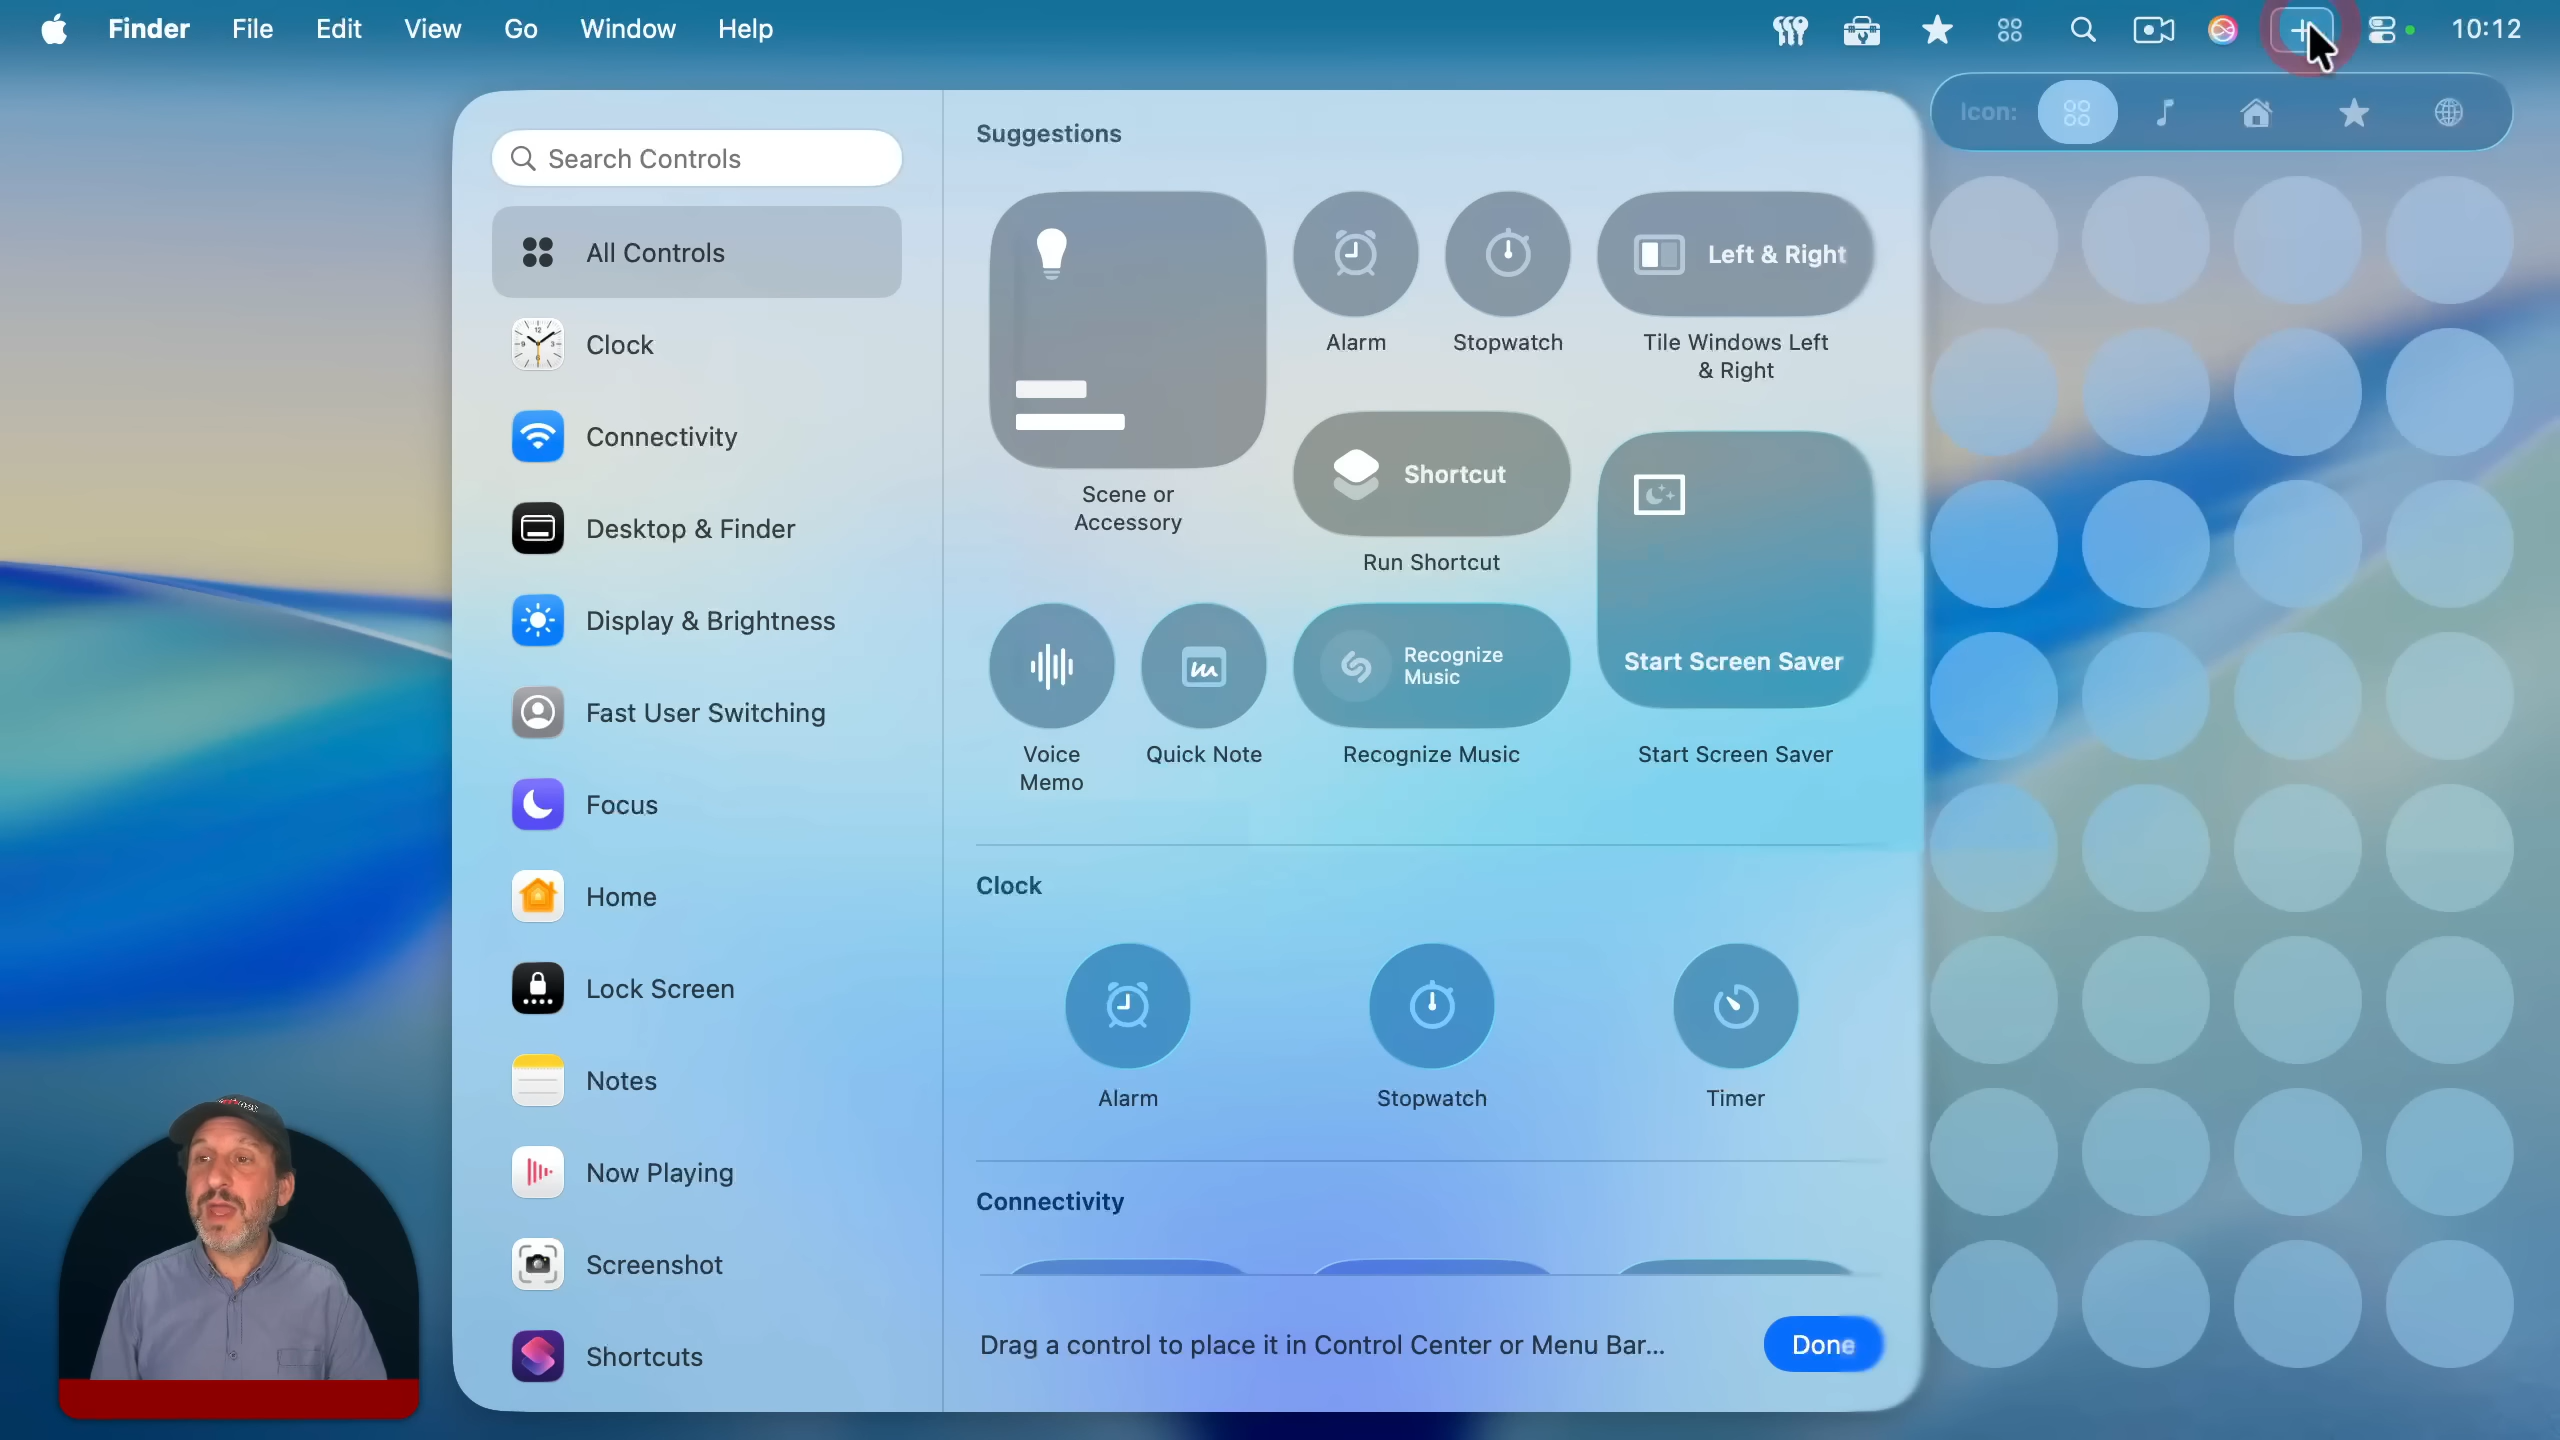 Finder File Edit View Go Window Help 10:12
Icon:
Search Controls
All Controls
Clock
Connectivity
Desktop & Finder
Display & Brightness
Fast User Switching
Focus
Home
Lock Screen
Notes
Now Playing
Screenshot
Shortcuts
Suggestions
Left & Right
Alarm
Stopwatch
Tile Windows Left
& Right
Scene or
Accessory
Shortcut
Run Shortcut
Start Screen Saver
Recognize
Music
Voice
Memo
Quick Note
Recognize Music
Start Screen Saver
Clock
Alarm
Stopwatch
Timer
Connectivity
Drag a control to place it in Control Center or Menu Bar...
Done